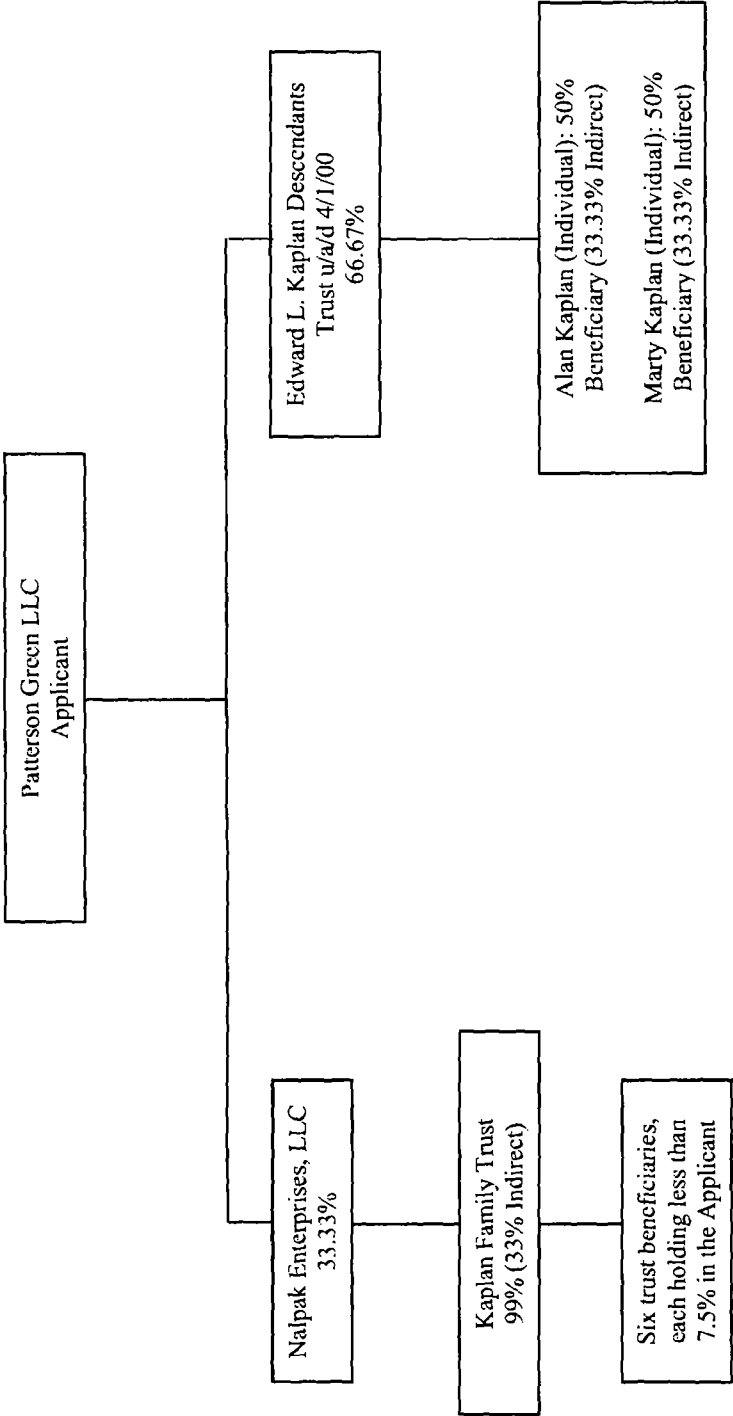 Patterson Green LLC
Applicant
Nalpak Enterprises, LLC
33.33%
Edward L. Kaplan Descendants
Trust u/a/d 4/1/00
66.67%
Kaplan Family Trust
99% (33% Indirect)
Alan Kaplan (Individual): 50%
Beneficiary (33.33% Indirect)
Marty Kaplan (Individual): 50%
Beneficiary (33.33% Indirect)
Six trust beneficiaries,
each holding less than
7.5% in the Applicant